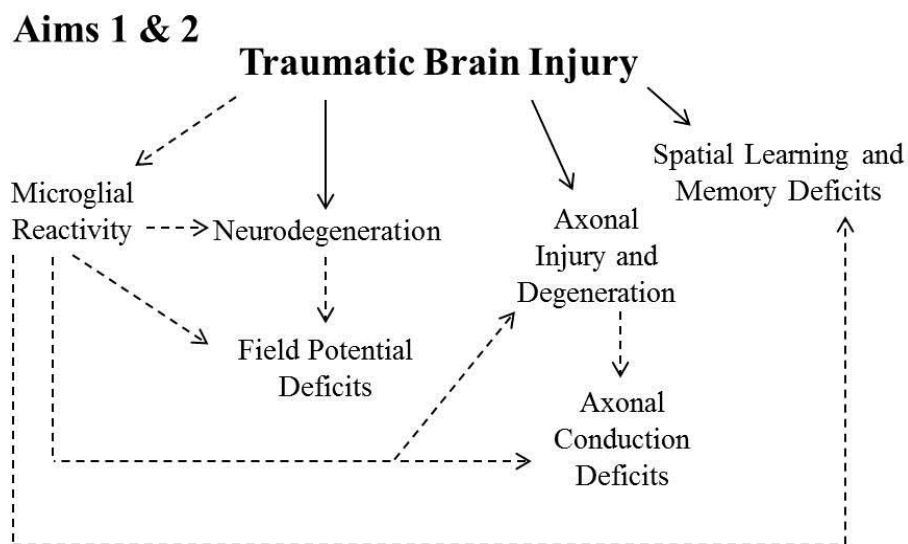 Aims 1 & 2
Traumatic Brain Injury
Spatial Learning and
Memory Deficits
Microglial
Reactivity
Neurodegeneration
Axonal
Injury and
Degeneration
Field Potential
Deficits
Axonal
Conduction
Deficits